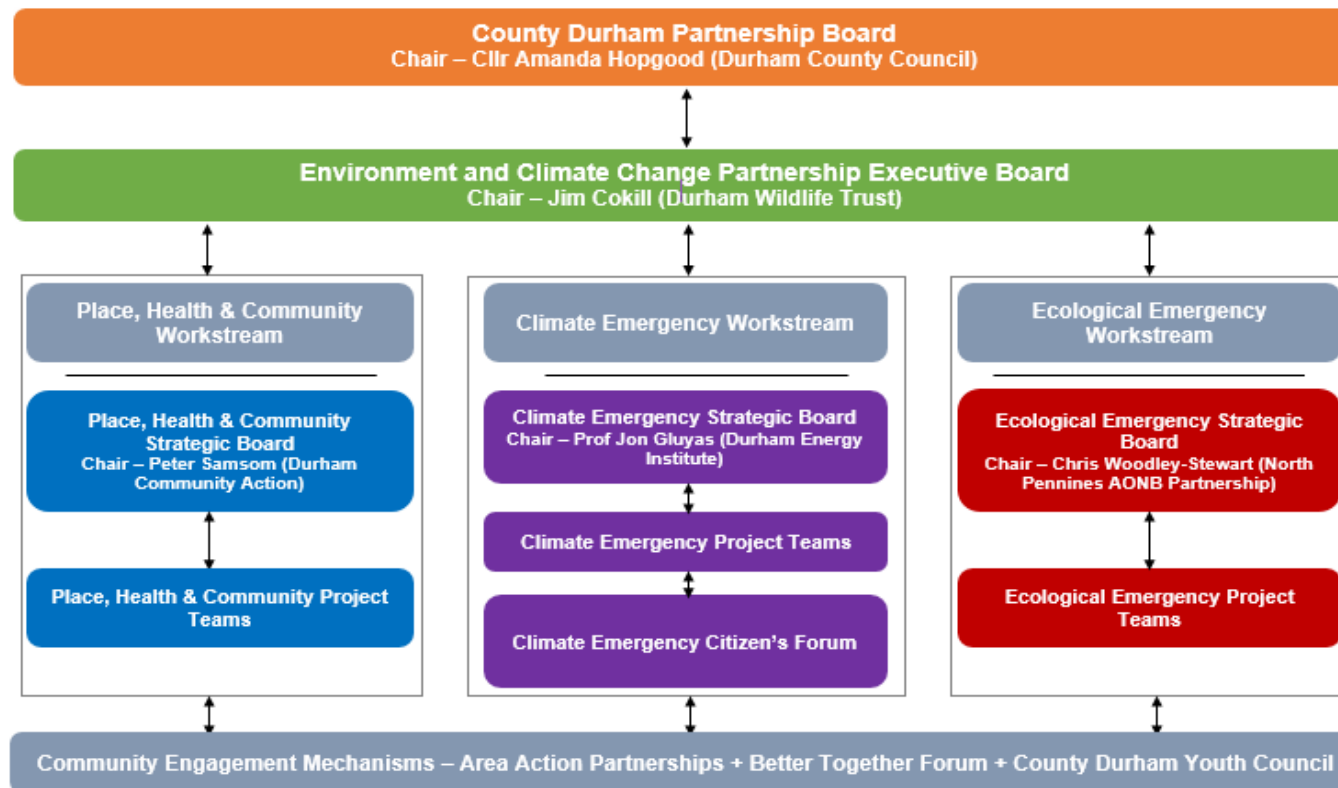 County Durham Partnership Board
Chair – Cllr Amanda Hopgood (Durham County Council)
Environment and Climate Change Partnership Executive Board
Chair – Jim Cokill (Durham Wildlife Trust)
Place, Health & Community
Workstream
Place, Health & Community
Strategic Board
Chair – Peter Samsom (Durham
Community Action)
Place, Health & Community Project
Teams
Climate Emergency Workstream
Climate Emergency Strategic Board
Chair – Prof Jon Gluyas (Durham Energy
Institute)
Climate Emergency Project Teams
Climate Emergency Citizen’s Forum
Ecological Emergency
Workstream
Ecological Emergency Strategic
Board
Chair – Chris Woodley-Stewart (North
Pennines AONB Partnership)
Ecological Emergency Project
Teams
Community Engagement Mechanisms – Area Action Partnerships + Better Together Forum + County Durham Youth Council